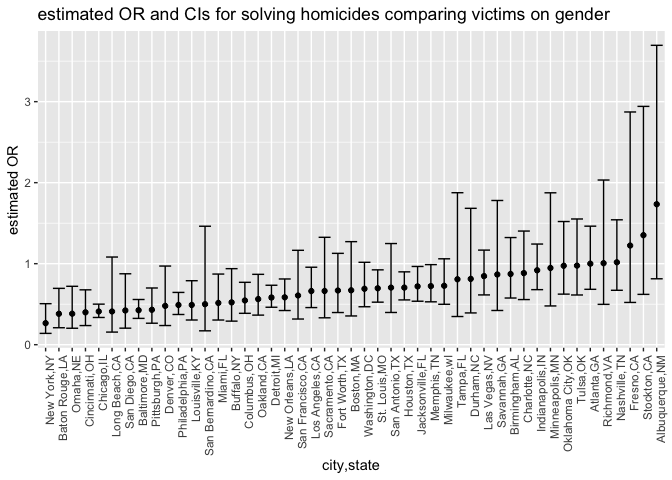 estimated OR and CIs for solving homicides comparing victims on gender
estimated OR
3
2
1
0
New York,NY
Baton Rouge,LA
Omaha,NE
Cincinnati,OH
Chicago,IL
Long Beach,CA
San Diego,CA
Baltimore,MD
Pittsburgh,PA
Denver,CO
Philadelphia,PA
Louisville,KY
San Bernardino,CA
Miami,FL
Buffalo,NY
Columbus,OH
Oakland,CA
Detroit,MI
New Orleans,LA
San Francisco,CA
Los Angeles,CA
Sacramento,CA
Fort Worth,TX
Boston,MA
Washington,DC
St. Louis,MO
San Antonio,TX
Houston,TX
Jacksonville,FL
Memphis,TN
Milwaukee,wI
Tampa,FL
Durham,NC
Las Vegas,NV
Savannah,GA
Birmingham,AL
Charlotte,NC
Indianapolis,IN
Minneapolis,MN
Oklahoma City,OK
Tulsa,OK
Atlanta,GA
Richmond,VA
Nashville,TN
Fresno,CA
Stockton,CA
Albuquerque,NM
city,state